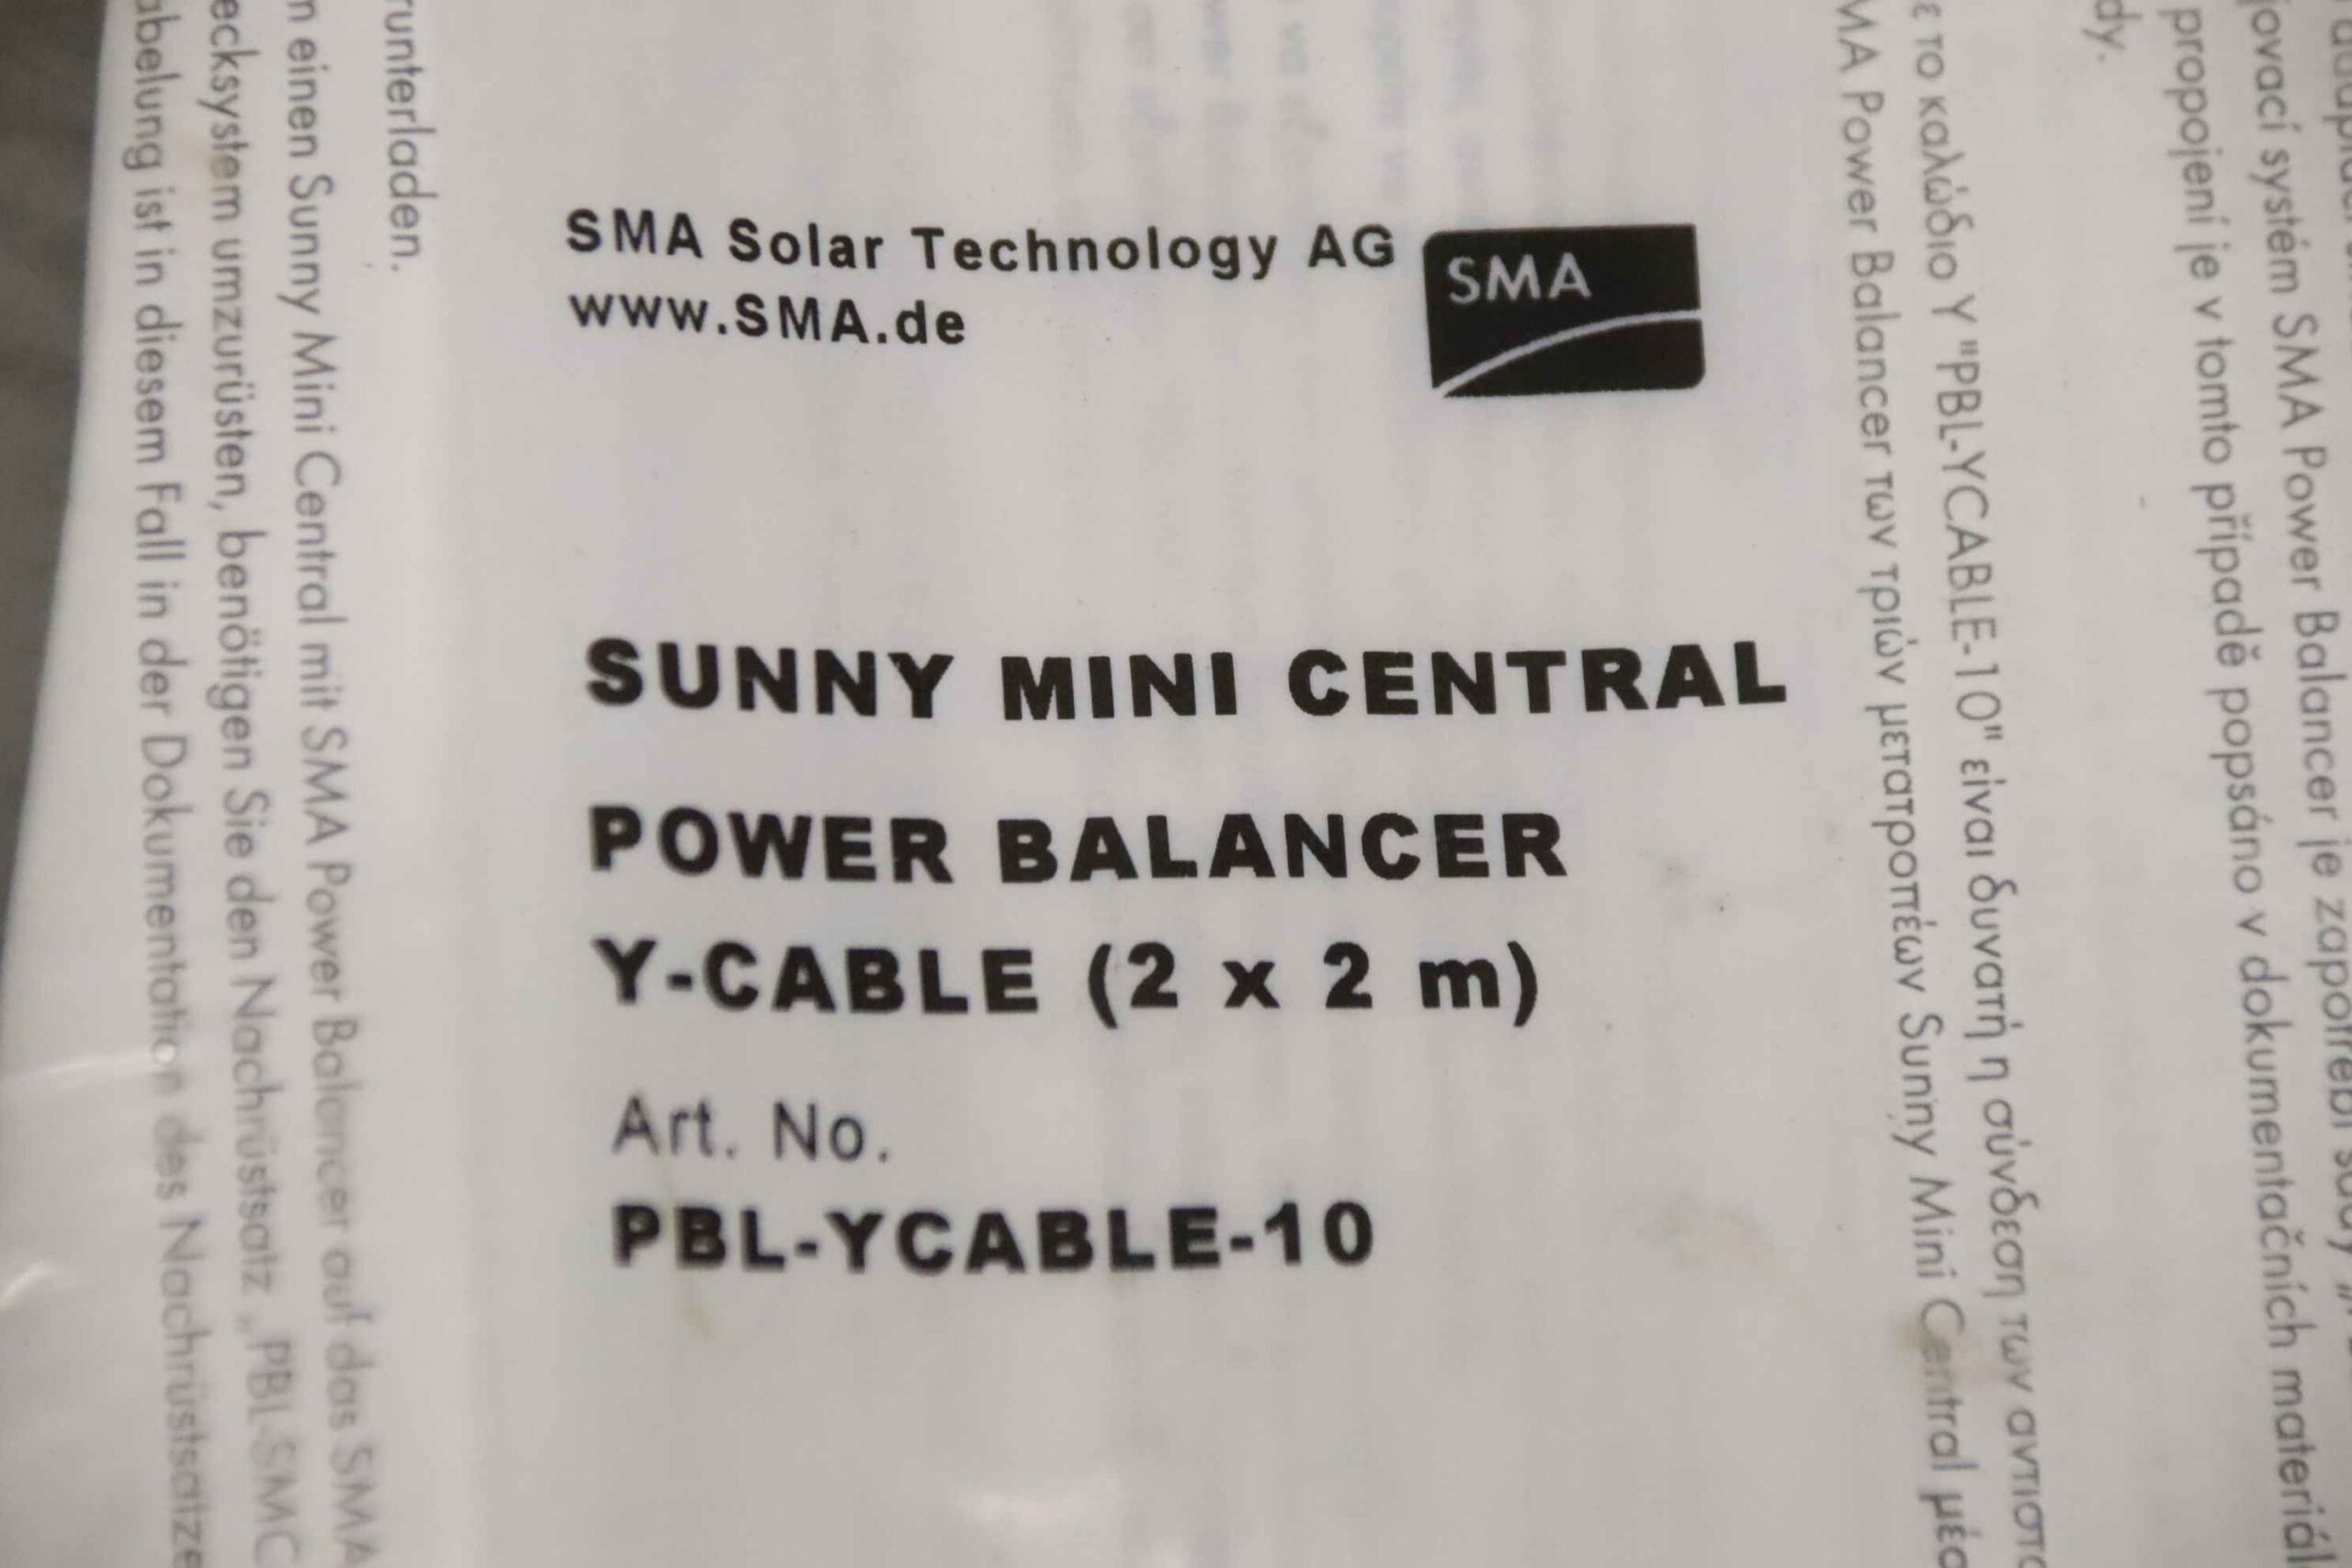 runterladen.
einen Sunny Mini Central mit SMA Power Balancer auf das SMA
ecksystem umzurüsten, benötigen Sie den Nachrüstsatz „PBL-SMC
abelung ist in diesem Fall in der Dokumentation des Nachrüstsatze
SMA Solar Technology AG
www.SMA.de
SMA
SUNNY MINI CENTRAL
POWER BALANCER
Y-CABLE (2 x 2 m)
Art. No.
PBL-YCABLE-10
ε το καλώδιο Y "PBL-YCABLE-10" είναι δυνατή η σύνδεση των αντιστο
MA Power Balancer των τριών μετατροπέων Sunny Mini Central μέσ
jovací systém SMA Power Balancer je zapotřebí sady
propojení je v tomto případě popsáno v dokumentačních materiál
dy.